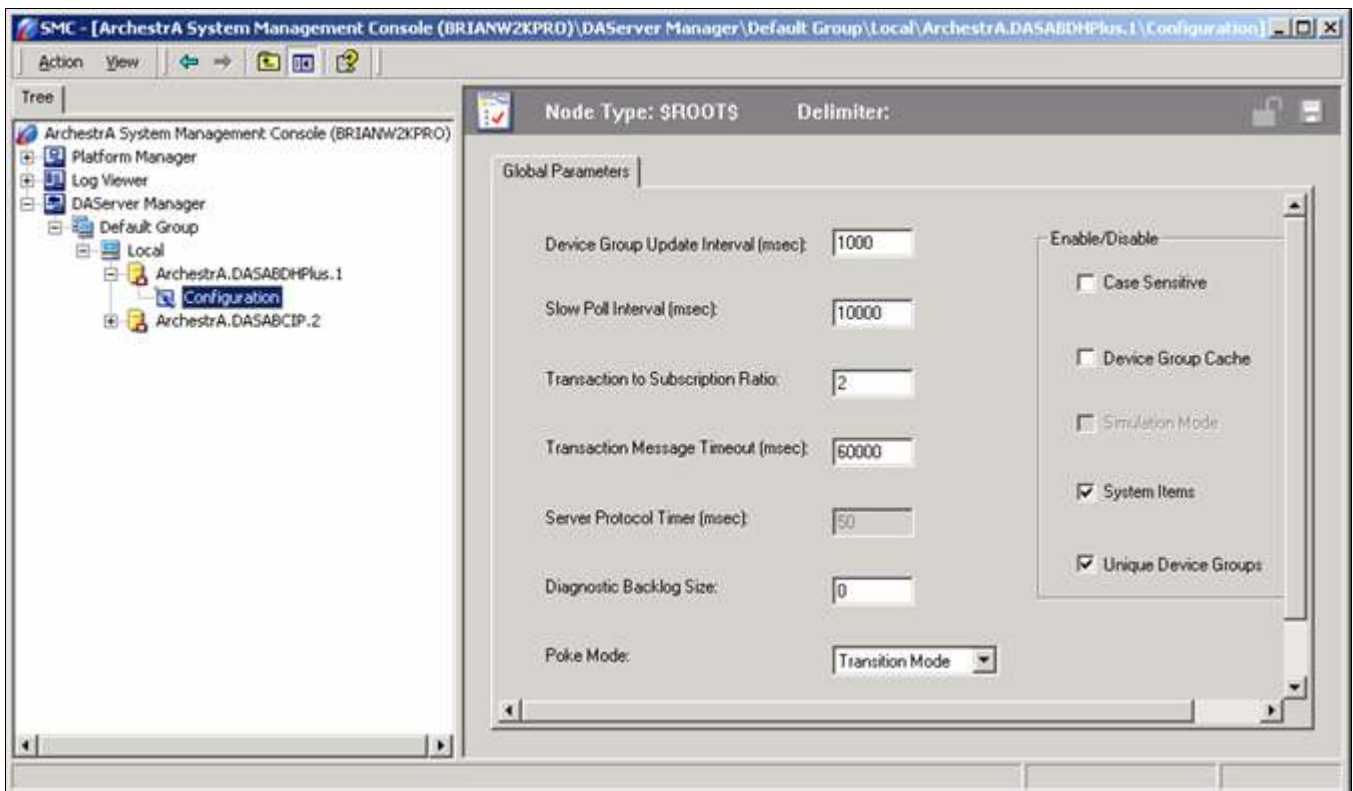 SMC - [ArchestrA System Management Console (BRIANW2KPRO)\DAServer Manager\Default Group\Local\ArchestrA.DASABDHPlus.1\Configuration]
Action View
Tree
ArchestrA System Management Console (BRIANW2KPRO)
Platform Manager
Log Viewer
DAServer Manager
Default Group
Local
ArchestrA.DASABDHPlus.1
Configuration
ArchestrA.DASABCIP.2
Node Type: $ROOT$ Delimiter:
Global Parameters
Device Group Update Interval (msec): 1000
Slow Poll Interval (msec): 10000
Transaction to Subscription Ratio: 2
Transaction Message Timeout (msec): 60000
Server Protocol Timer (msec): 50
Diagnostic Backlog Size: 0
Poke Mode: Transition Mode
Enable/Disable
Case Sensitive
Device Group Cache
Simulation Mode
System Items
Unique Device Groups